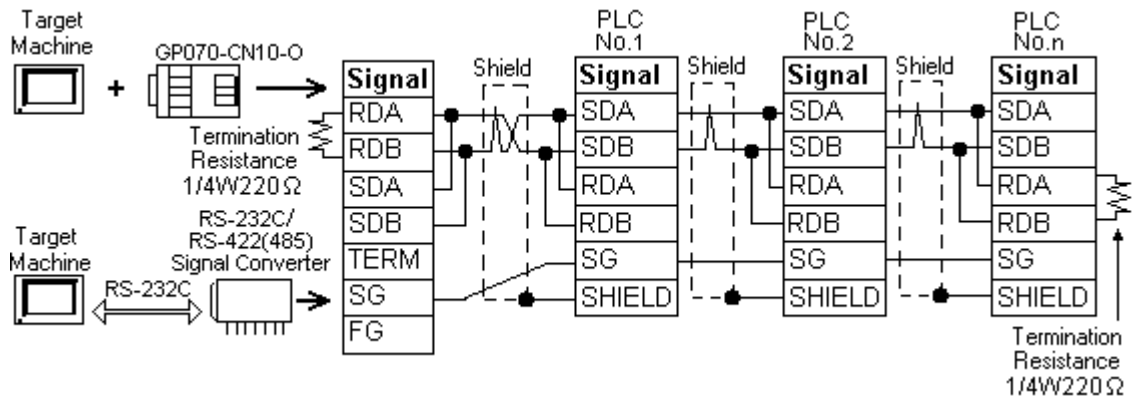 Target
Machine
+
GP070-CN10-O
Termination
Resistance
1/4W220Ω
Target
Machine
RS-232C
RS-232C/
RS-422(485)
Signal Converter
Signal
RDA
RDB
SDA
SDB
TERM
SG
FG
Shield
PLC
No.1
Signal
SDA
SDB
RDA
RDB
SG
SHIELD
Shield
PLC
No.2
Signal
SDA
SDB
RDA
RDB
SG
SHIELD
Shield
PLC
No.n
Signal
SDA
SDB
RDA
RDB
SG
SHIELD
Termination
Resistance
1/4W220Ω